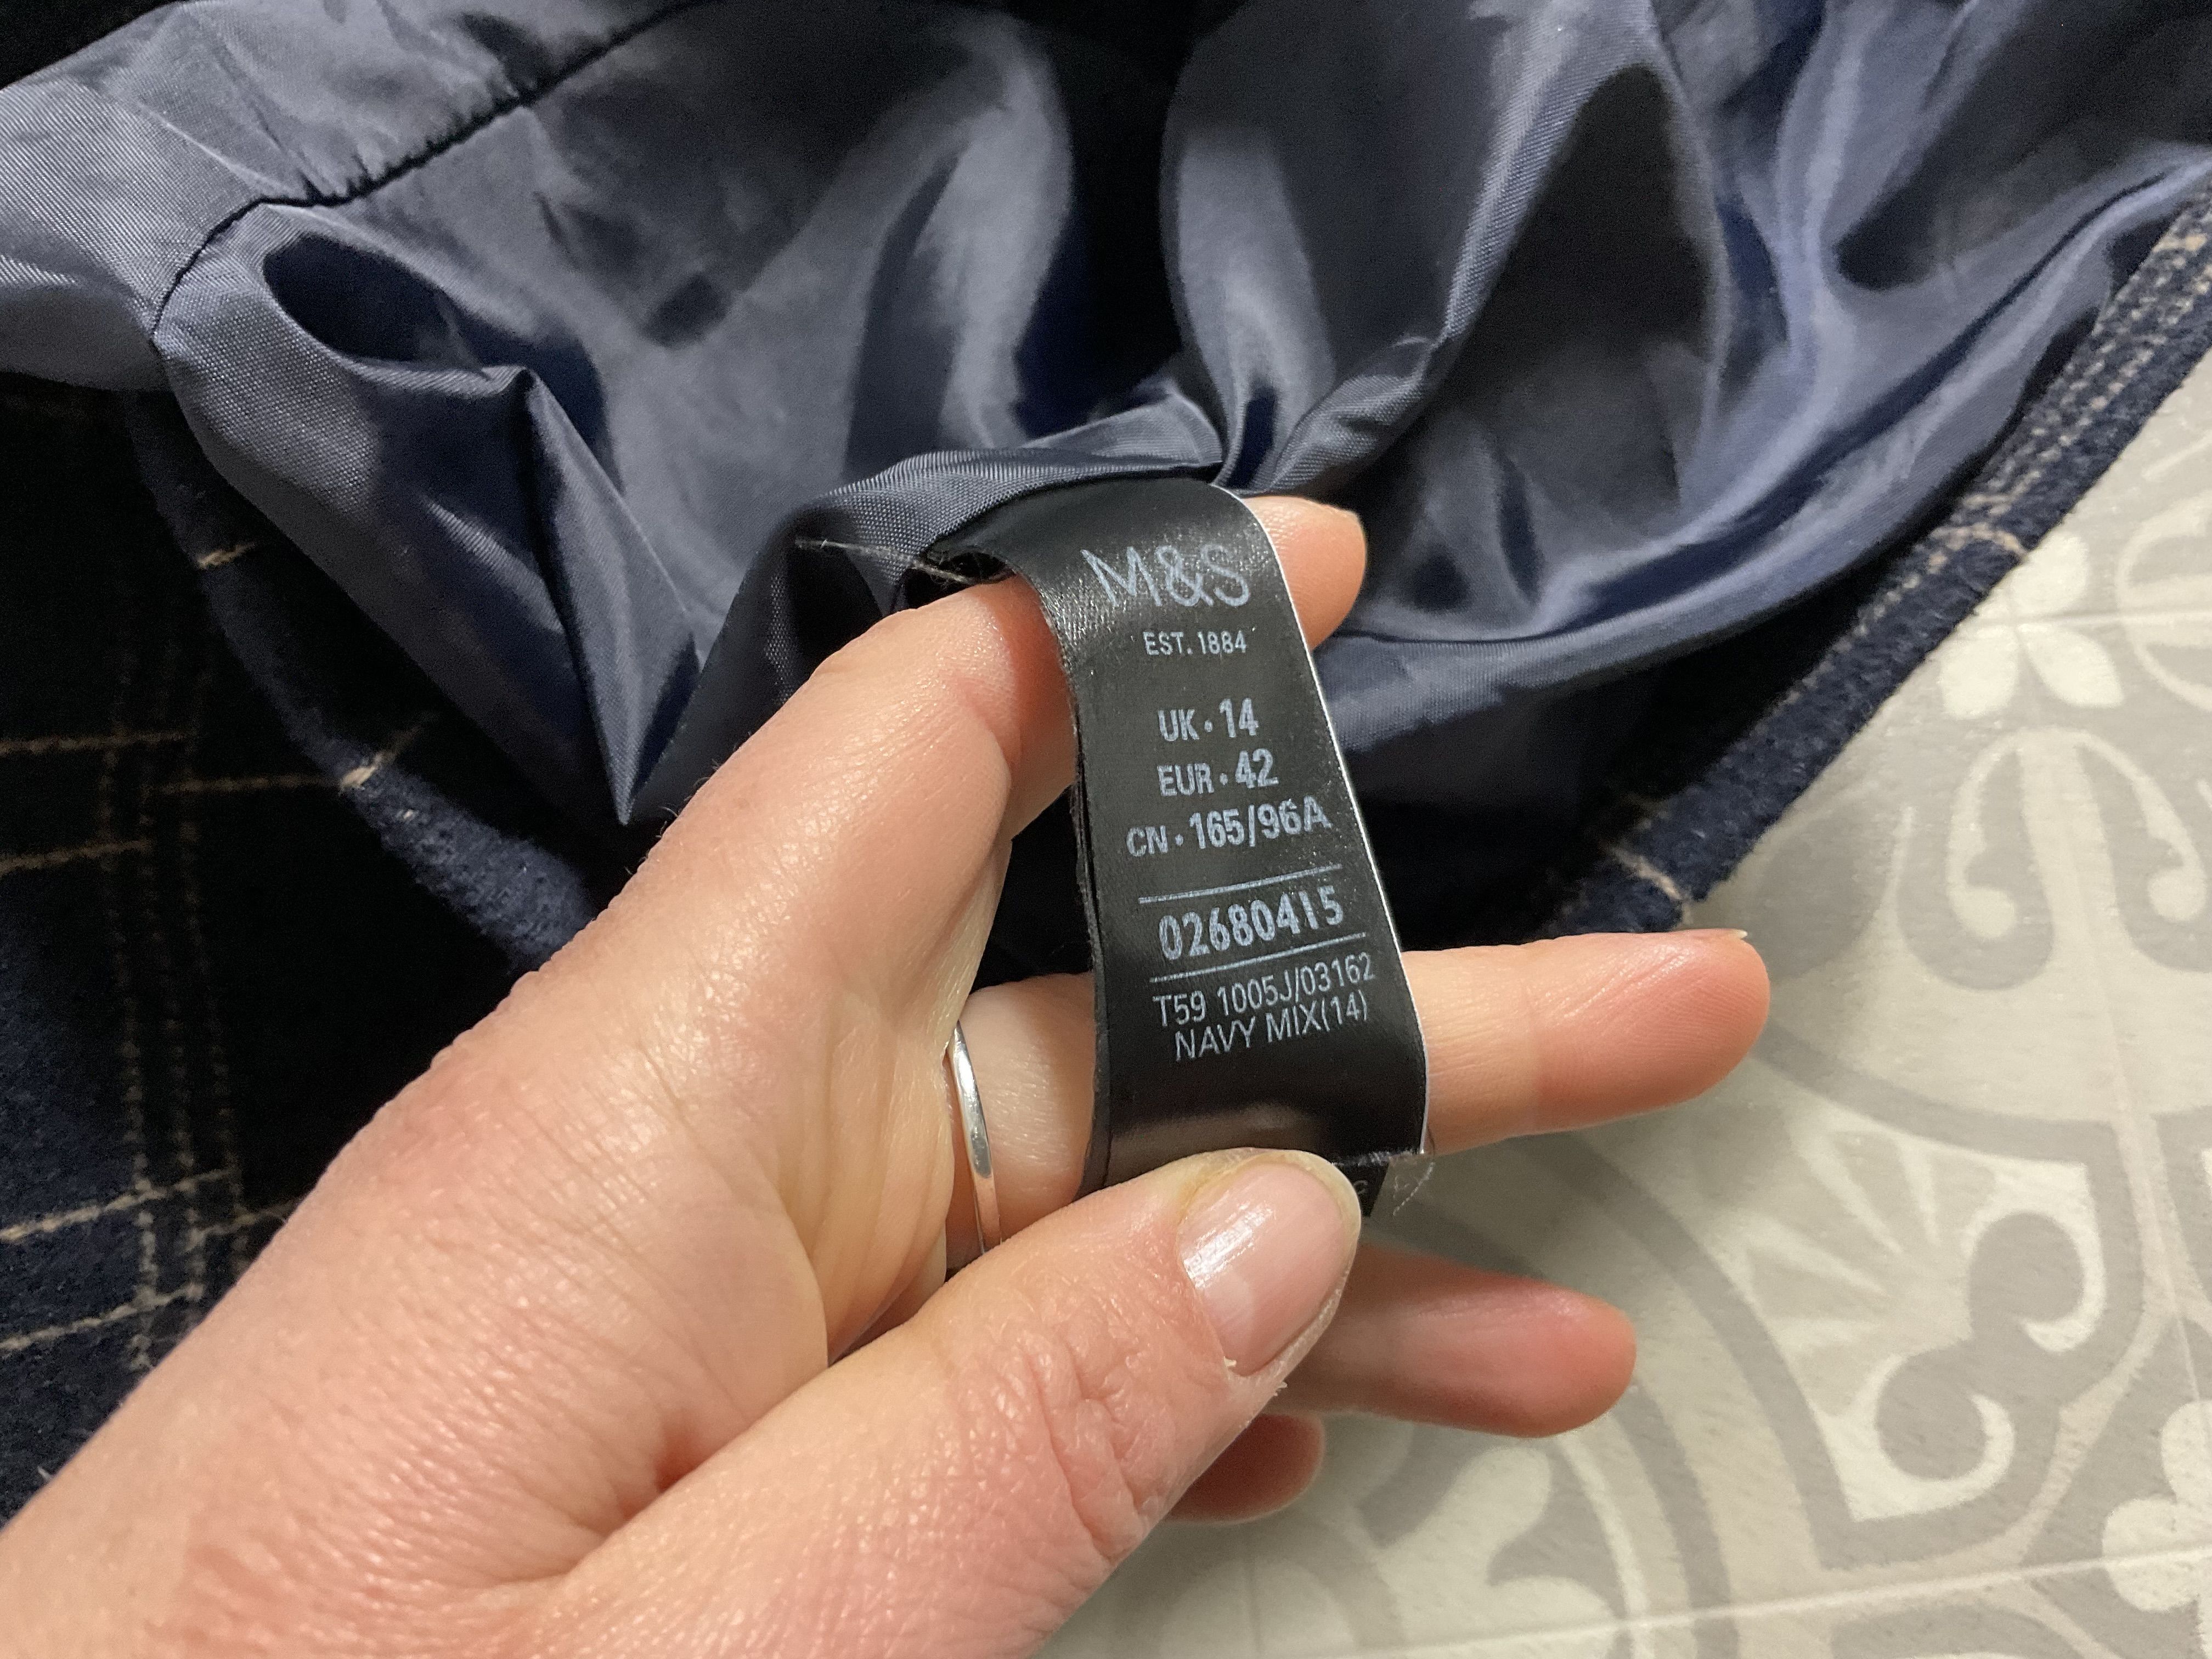 M&S
EST. 1884
UK • 14
EUR • 42
CN • 165/96A
02680415
T59 1005J/03162
NAVY MIX(14)